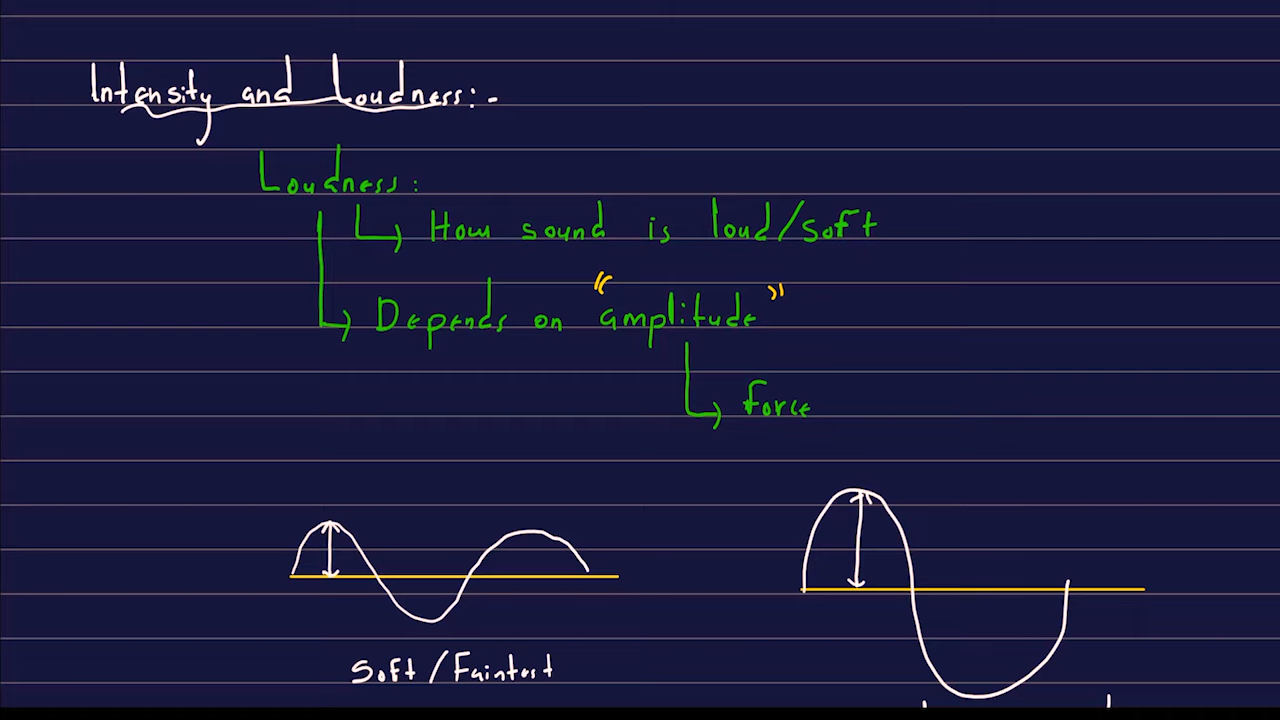 Intensity and Loudness:-
Loudness:
How sound is loud/soft
Depends on "amplitude"
force
Soft/Faintest